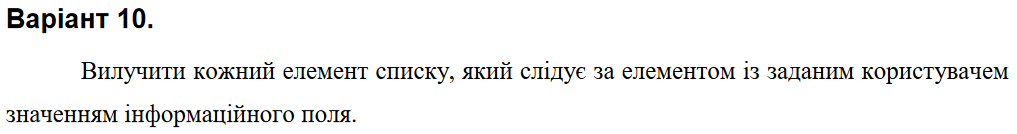 Варіант 10.
Вилучити кожний елемент списку, який слідує за елементом із заданим користувачем
значенням інформаційного поля.